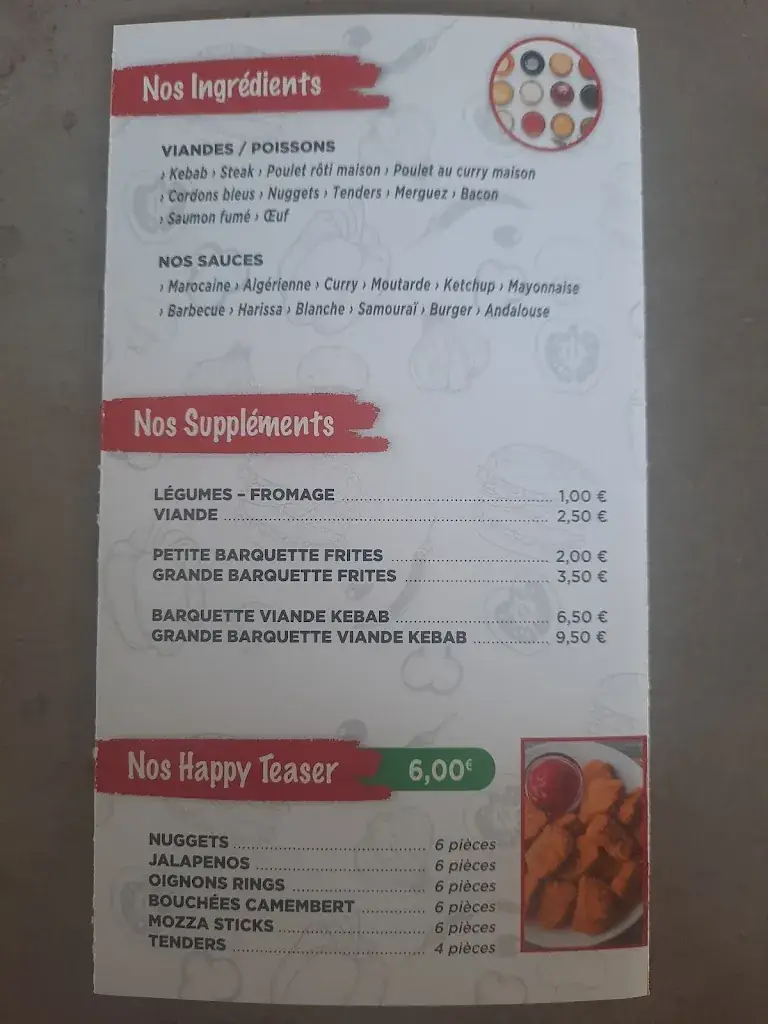 Nos Ingrédients
VIANDES / POISSONS
› Kebab › Steak › Poulet rôti maison › Poulet au curry maison
› Cordons bleus › Nuggets › Tenders › Merguez › Bacon
› Saumon fumé › Œuf
NOS SAUCES
› Marocaine › Algérienne › Curry › Moutarde › Ketchup › Mayonnaise
› Barbecue › Harissa › Blanche › Samouraï › Burger › Andalouse
Nos Suppléments
LÉGUMES – FROMAGE 1,00 €
VIANDE 2,50 €
PETITE BARQUETTE FRITES 2,00 €
GRANDE BARQUETTE FRITES 3,50 €
BARQUETTE VIANDE KEBAB 6,50 €
GRANDE BARQUETTE VIANDE KEBAB 9,50 €
Nos Happy Teaser 6,00€
NUGGETS 6 pièces
JALAPENOS 6 pièces
OIGNONS RINGS 6 pièces
BOUCHÉES CAMEMBERT 6 pièces
MOZZA STICKS 6 pièces
TENDERS 4 pièces